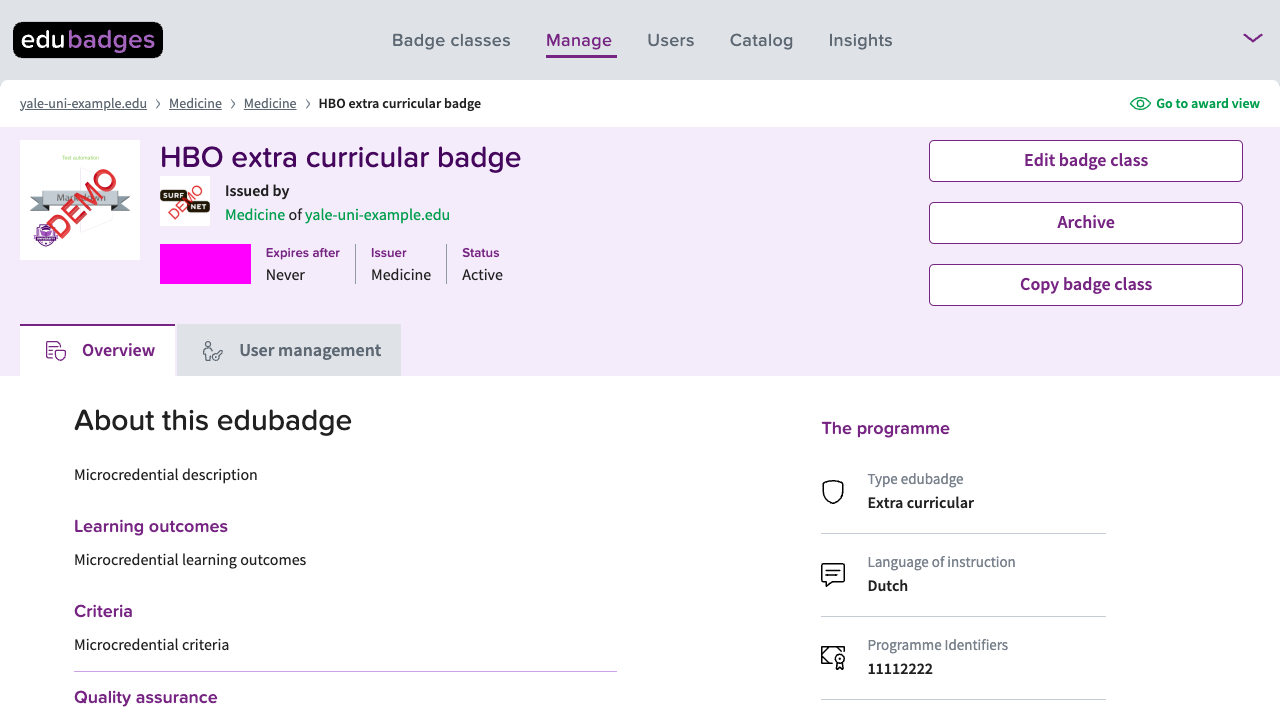 edubadges
Badge classes
Manage
Users
Catalog
Insights
yale-uni-example.edu > Medicine > Medicine > HBO extra curricular badge
Go to award view
Test automation
DEMO
HBO extra curricular badge
SURF
NET
DEMO
Issued by
Medicine of yale-uni-example.edu
Expires after
Never
Issuer
Medicine
Status
Active
Edit badge class
Archive
Copy badge class
Overview
User management
About this edubadge
Microcredential description
Learning outcomes
Microcredential learning outcomes
Criteria
Microcredential criteria
Quality assurance
The programme
Type edubadge
Extra curricular
Language of instruction
Dutch
Programme Identifiers
11112222